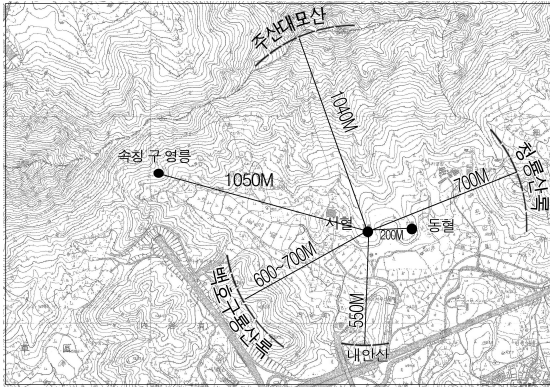 주산대모산
1040M
청룡산록
속칭 구 영릉
1050M
700M
서혈
동혈
200M
600~700M
백호구룡산록
550M
내안산